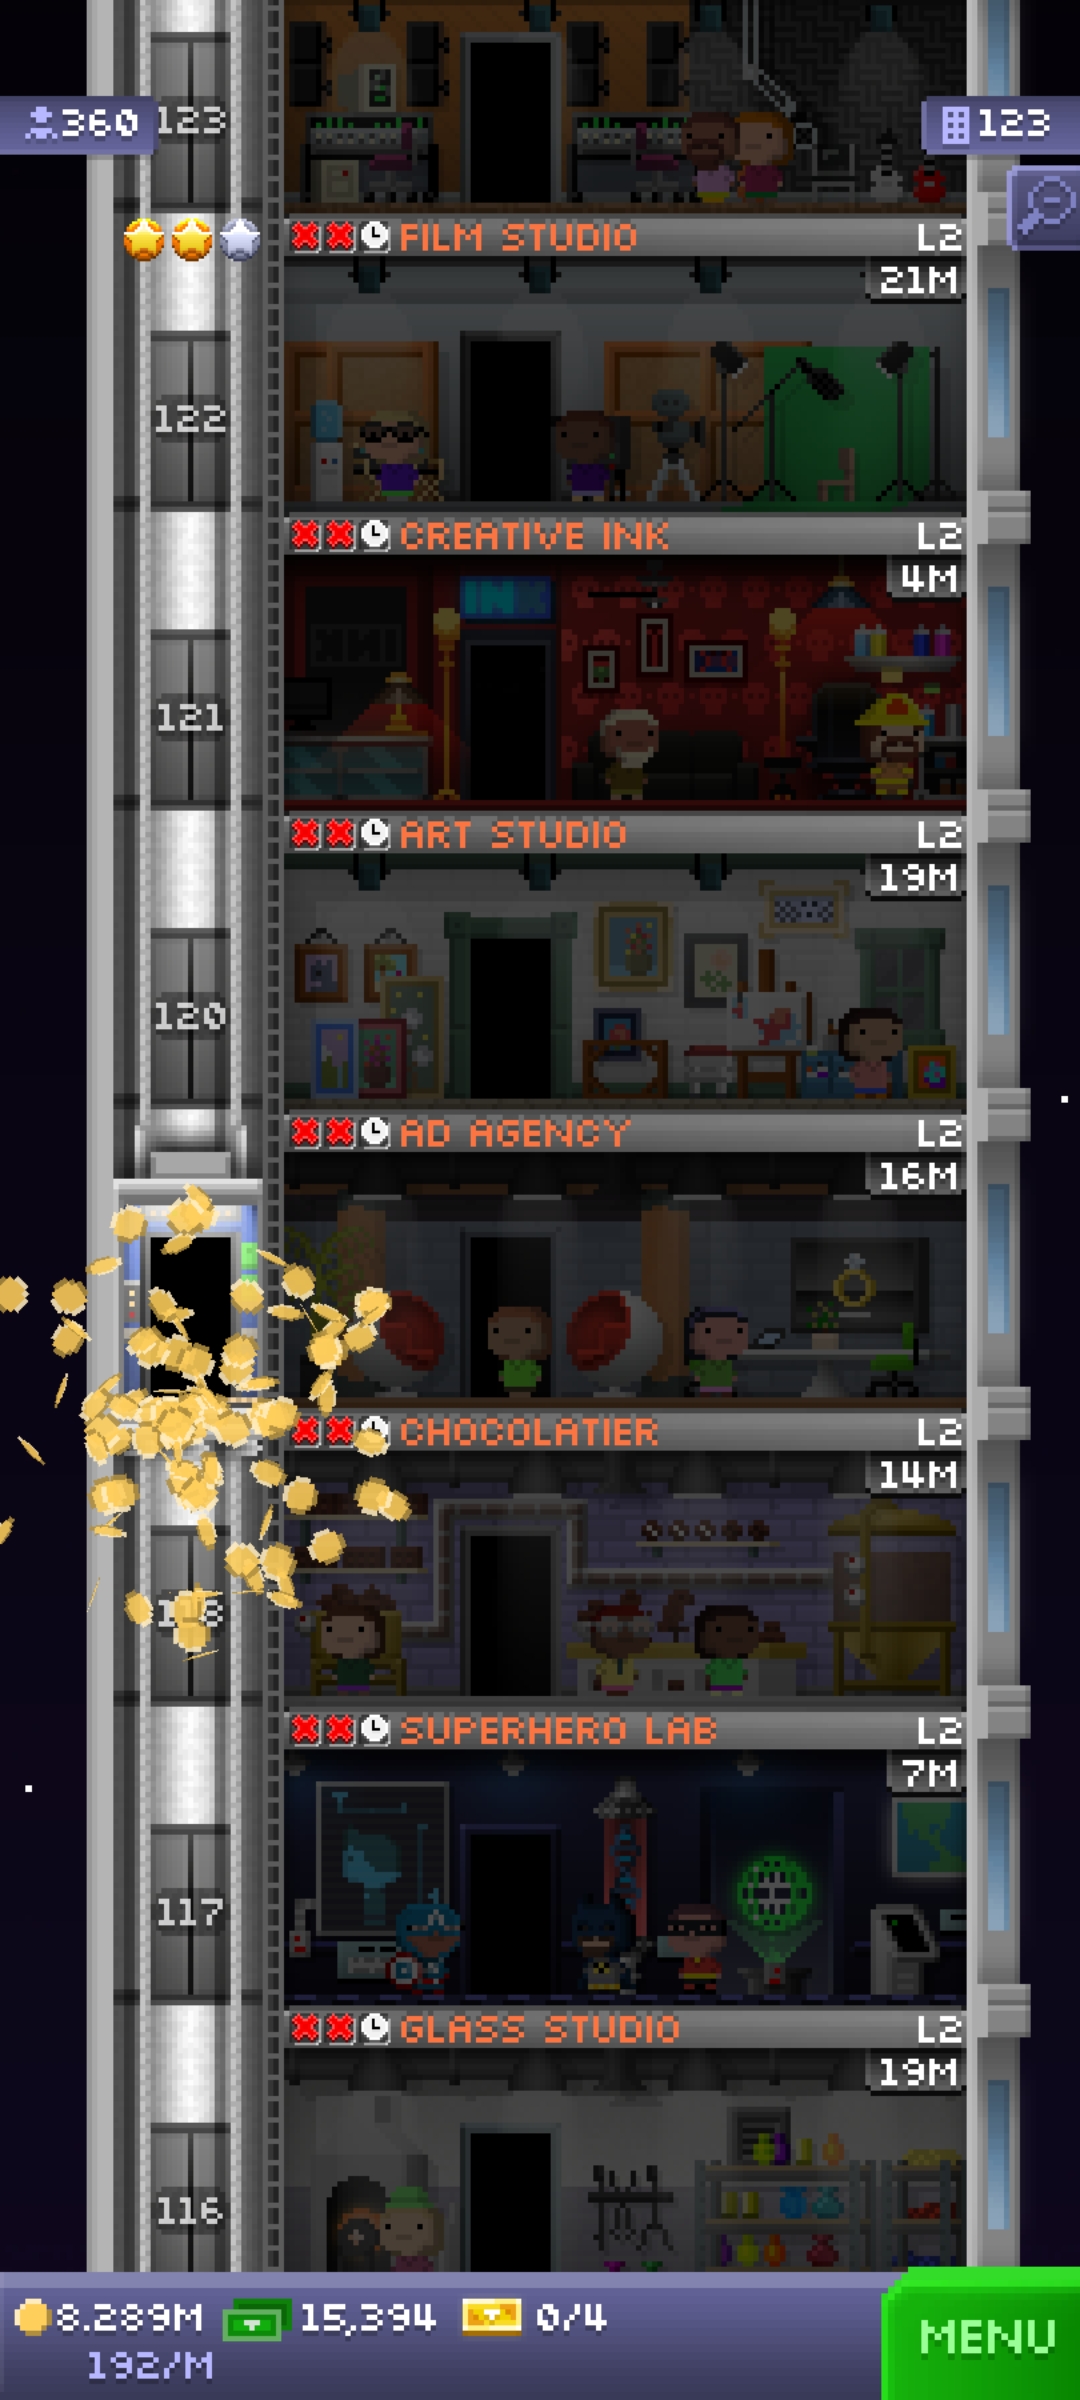 360
123
123
FILM STUDIO L2
21M
122
CREATIVE INK L2
4M
INK
121
ART STUDIO L2
19M
120
AD AGENCY L2
16M
CHOCOLATIER L2
14M
SUPERHERO LAB L2
7M
117
GLASS STUDIO L2
19M
116
8.289M 15,394 0/4
192/M
MENU